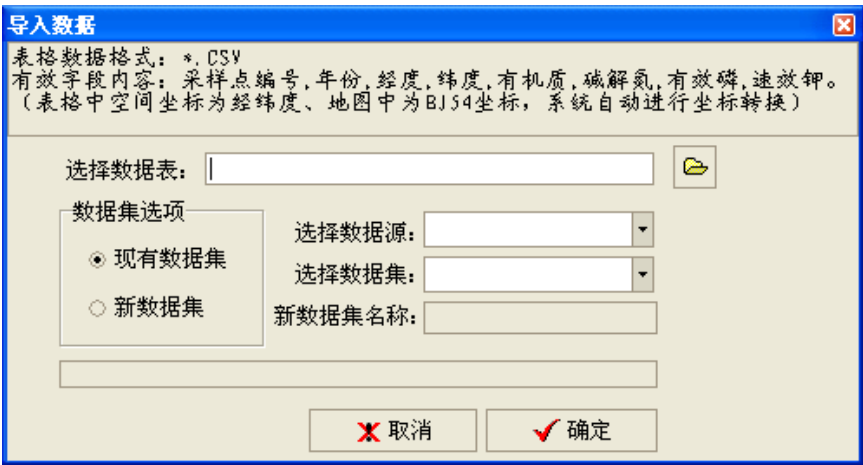 导入数据
表格数据格式：*.CSV
有效字段内容：采样点编号,年份,经度,纬度,有机质,碱解氮,有效磷,速效钾。
（表格中空间坐标为经纬度、地图中为BJ54坐标，系统自动进行坐标转换）
选择数据表：
数据集选项
选择数据源：
现有数据集
选择数据集：
新数据集
新数据集名称：
取消
确定